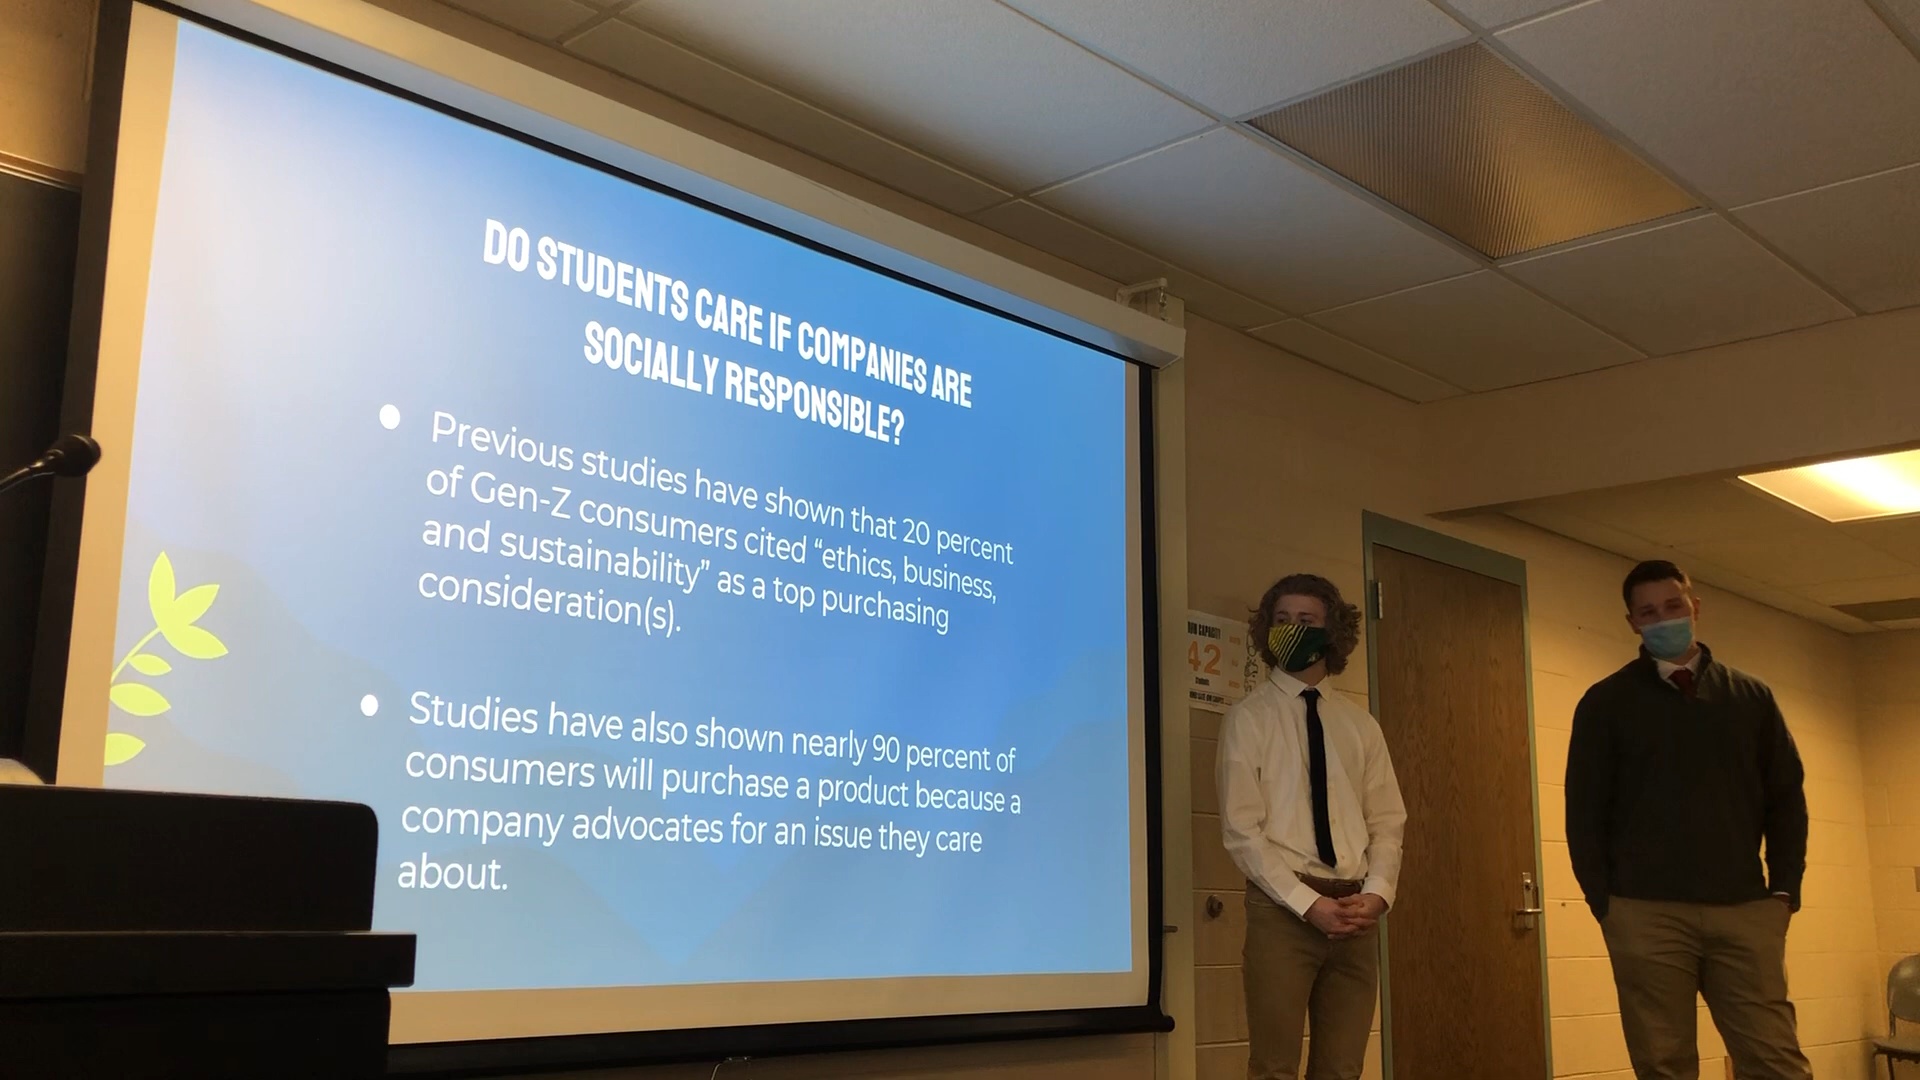 DO STUDENTS CARE IF COMPANIES ARE
SOCIALLY RESPONSIBLE?
Previous studies have shown that 20 percent
of Gen-Z consumers cited “ethics, business,
and sustainability” as a top purchasing
consideration(s).
Studies have also shown nearly 90 percent of
consumers will purchase a product because a
company advocates for an issue they care
about.
CAPACITY
42
Students